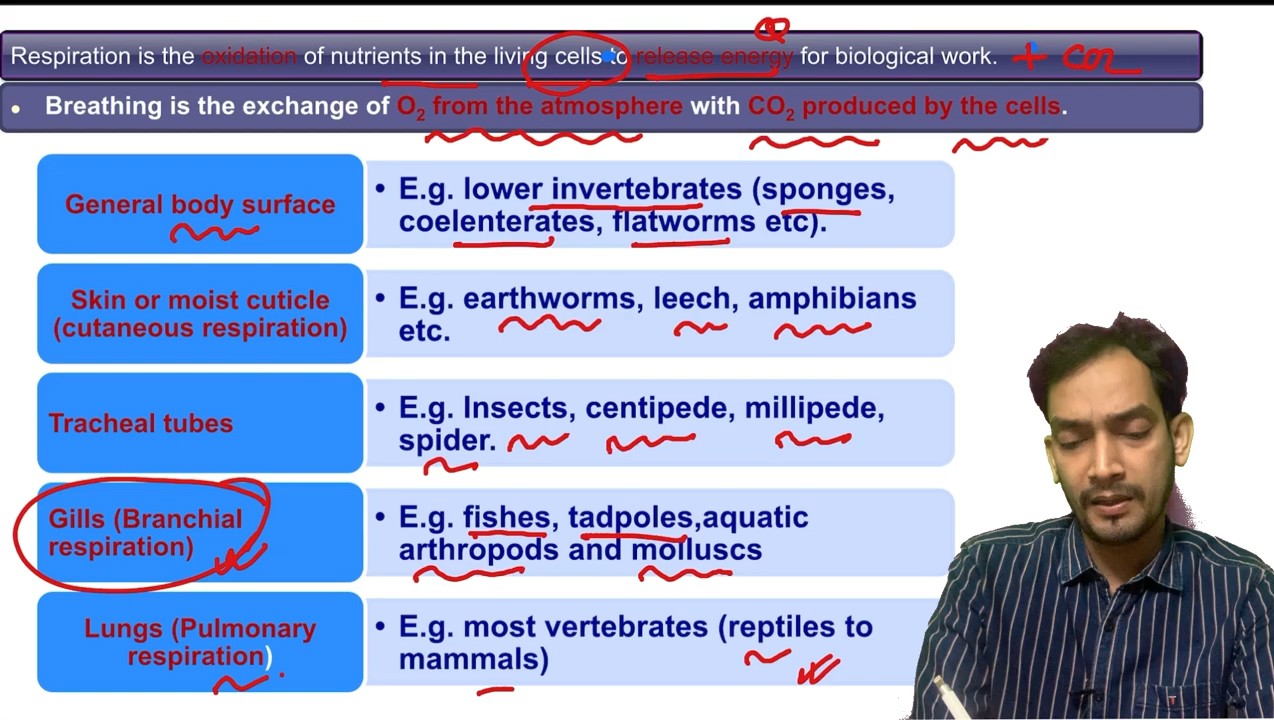 Respiration is the oxidation of nutrients in the living cells to release energy for biological work. + CO2
• Breathing is the exchange of O2 from the atmosphere with CO2 produced by the cells.
General body surface
• E.g. lower invertebrates (sponges,
coelenterates, flatworms etc).
Skin or moist cuticle
(cutaneous respiration)
• E.g. earthworms, leech, amphibians
etc.
Tracheal tubes
• E.g. Insects, centipede, millipede,
spider.
Gills (Branchial
respiration)
• E.g. fishes, tadpoles,aquatic
arthropods and molluscs
Lungs (Pulmonary
respiration)
• E.g. most vertebrates (reptiles to
mammals)